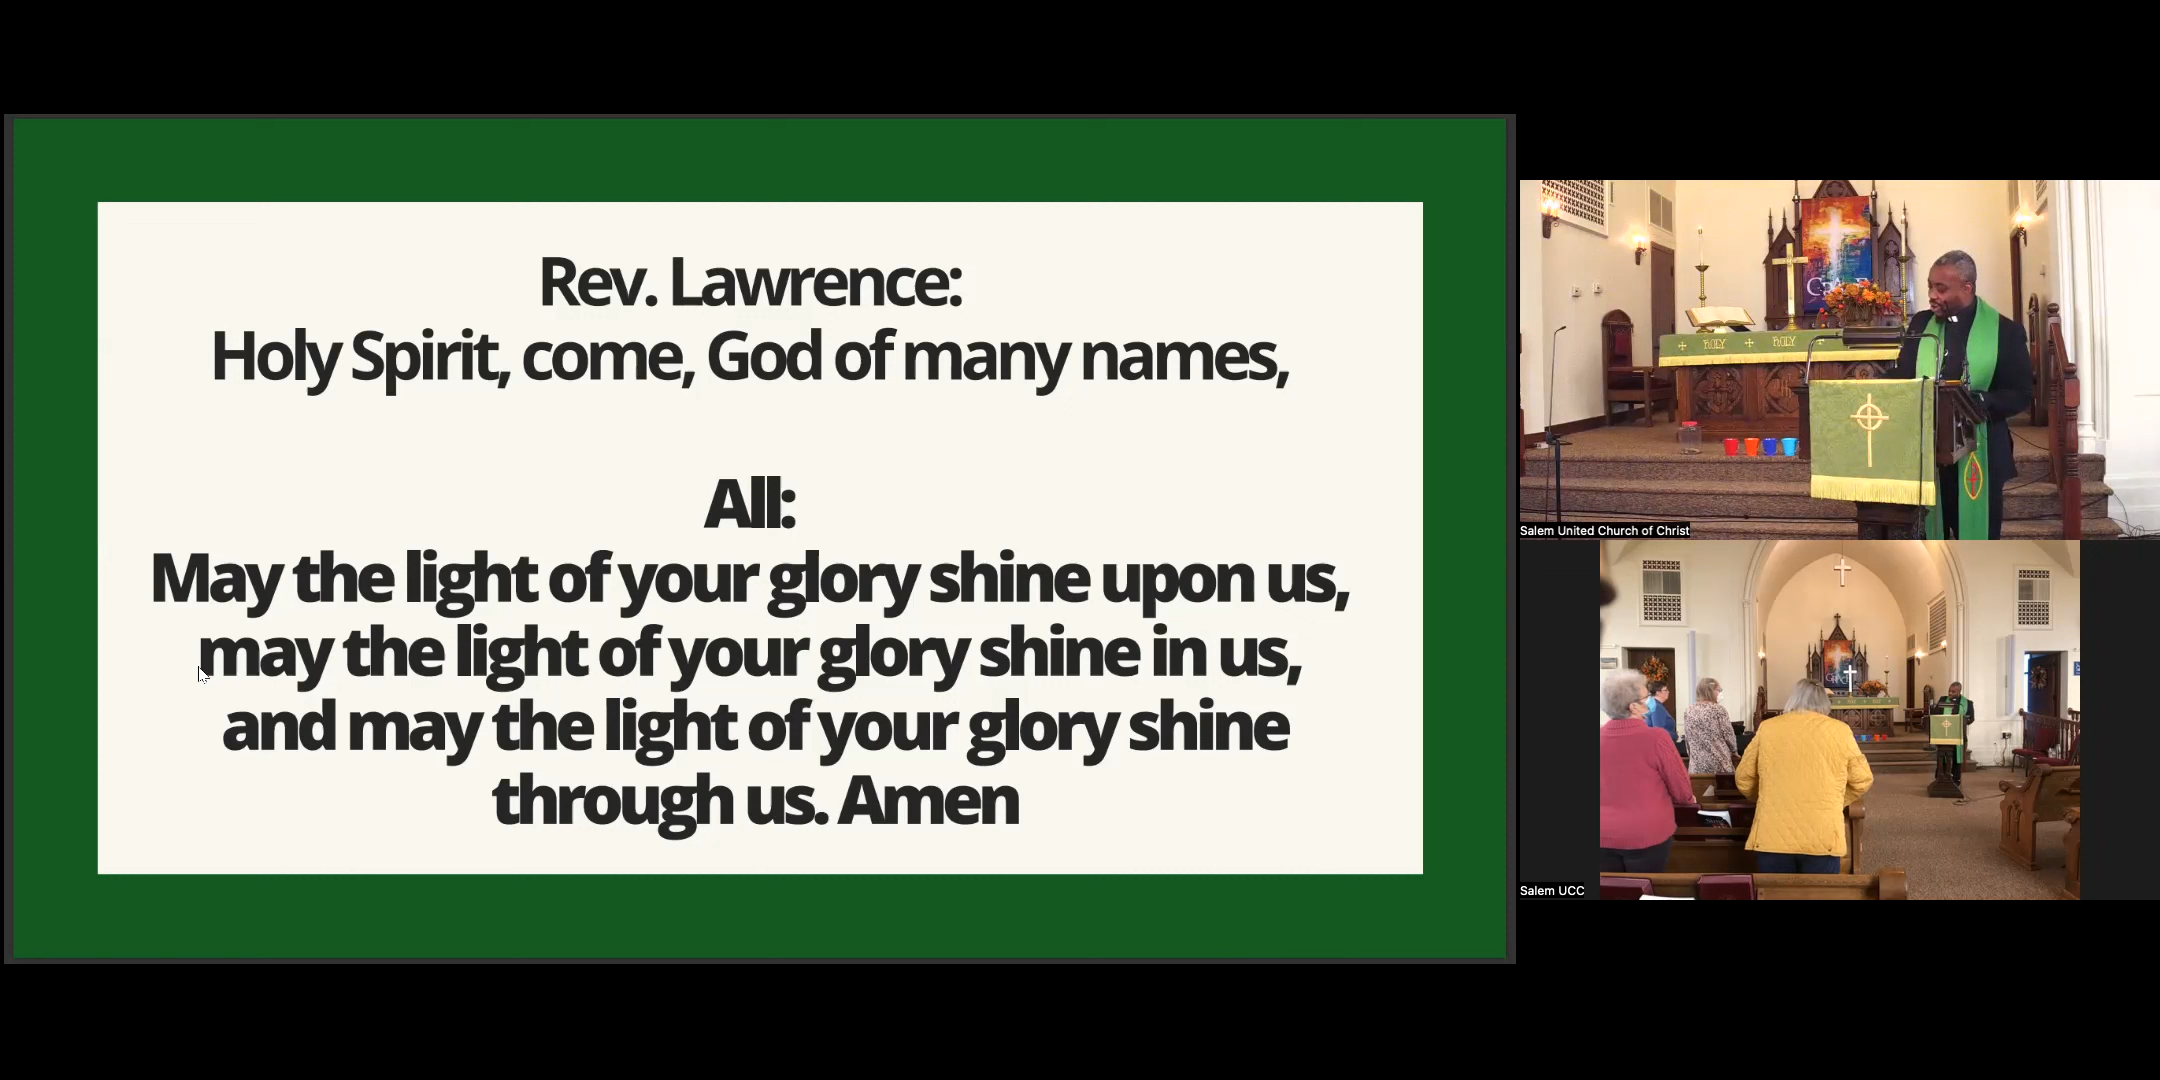 Rev. Lawrence:
Holy Spirit, come, God of many names,
All:
May the light of your glory shine upon us,
may the light of your glory shine in us,
and may the light of your glory shine
through us. Amen
HOLY HOLY
Salem United Church of Christ
Salem UCC